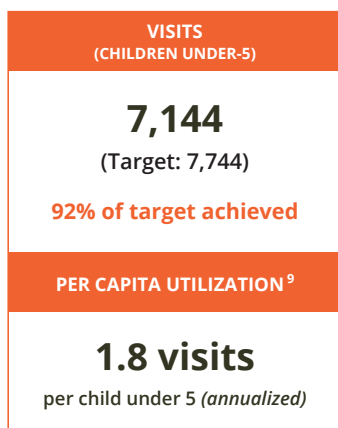 VISITS
(CHILDREN UNDER-5)
7,144
(Target: 7,744)
92% of target achieved
PER CAPITA UTILIZATION 9
1.8 visits
per child under 5 (annualized)